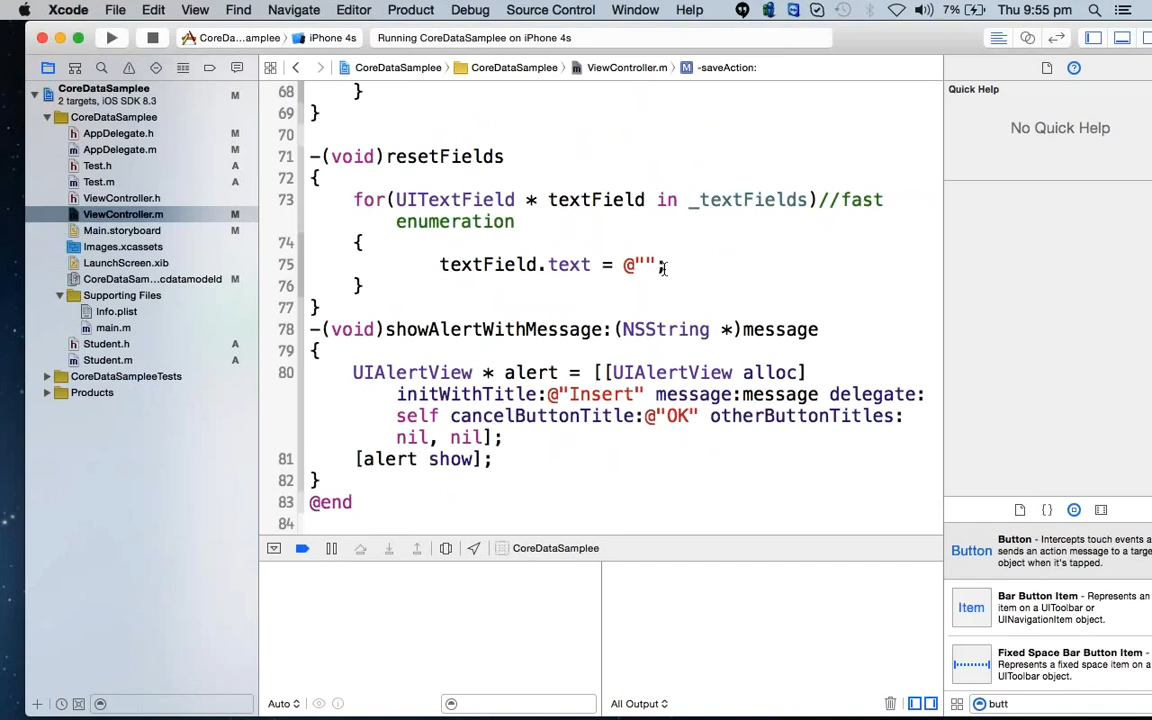 Xcode File Edit View Find Navigate Editor Product Debug Source Control Window Help 7% Thu 9:55 pm
CoreDa...amplee iPhone 4s Running CoreDataSamplee on iPhone 4s
CoreDataSamplee CoreDataSamplee ViewController.m M -saveAction:
CoreDataSamplee M
2 targets, iOS SDK 8.3
CoreDataSamplee
AppDelegate.h M
AppDelegate.m M
Test.h A
Test.m A
ViewController.h
ViewController.m M
Main.storyboard M
Images.xcassets
LaunchScreen.xib
CoreDataSam...cdatamodeld M
Supporting Files
Info.plist
main.m
Student.h A
Student.m A
CoreDataSampleeTests
Products
68 }
69 }
70
71 -(void)resetFields
72 {
73 for(UITextField * textField in _textFields)//fast
enumeration
74 {
75 textField.text = @"";
76 }
77 }
78 -(void)showAlertWithMessage:(NSString *)message
79 {
80 UIAlertView * alert = [[UIAlertView alloc]
initWithTitle:@"Insert" message:message delegate:
self cancelButtonTitle:@"OK" otherButtonTitles:
nil, nil];
81 [alert show];
82 }
83 @end
84
CoreDataSamplee
Auto All Output
Quick Help
No Quick Help
Button
Button - Intercepts touch events a
sends an action message to a targe
object when it's tapped.
Item
Bar Button Item - Represents an
item on a UIToolbar or
UINavigationItem object.
Fixed Space Bar Button Item -
Represents a fixed space item on a
UIToolbar object.
butt